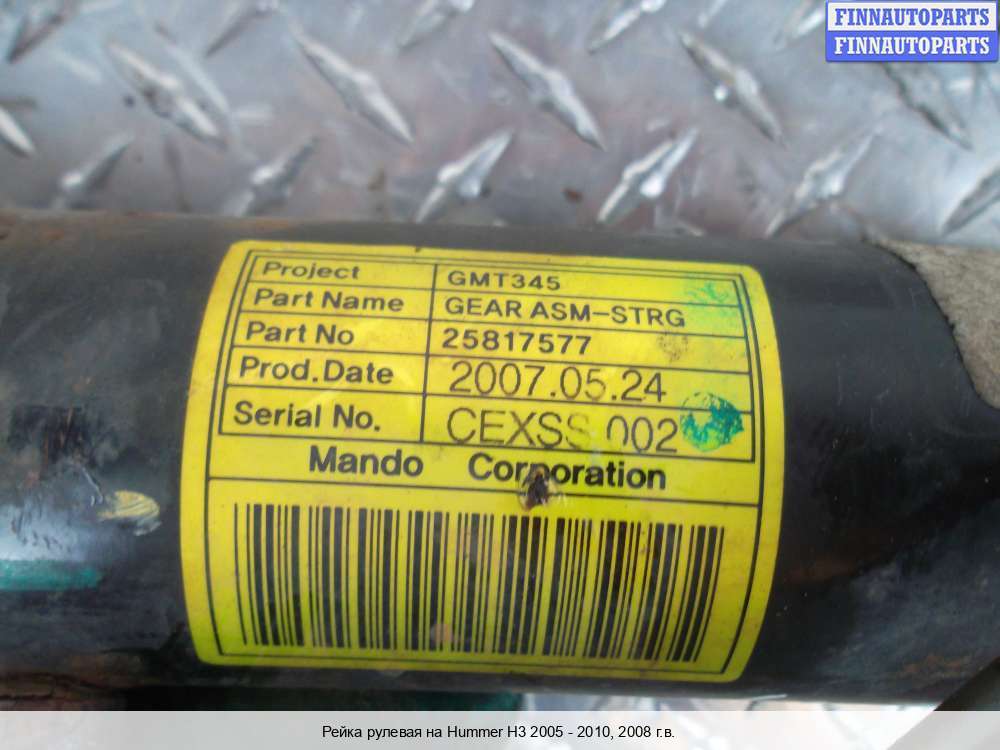 FINNAUTOPARTS
FINNAUTOPARTS
Project GMT345
Part Name GEAR ASM-STRG
Part No 25817577
Prod.Date 2007.05.24
Serial No. CEXSS 002
Mando Corporation
Рейка рулевая на Hummer H3 2005 - 2010, 2008 г.в.